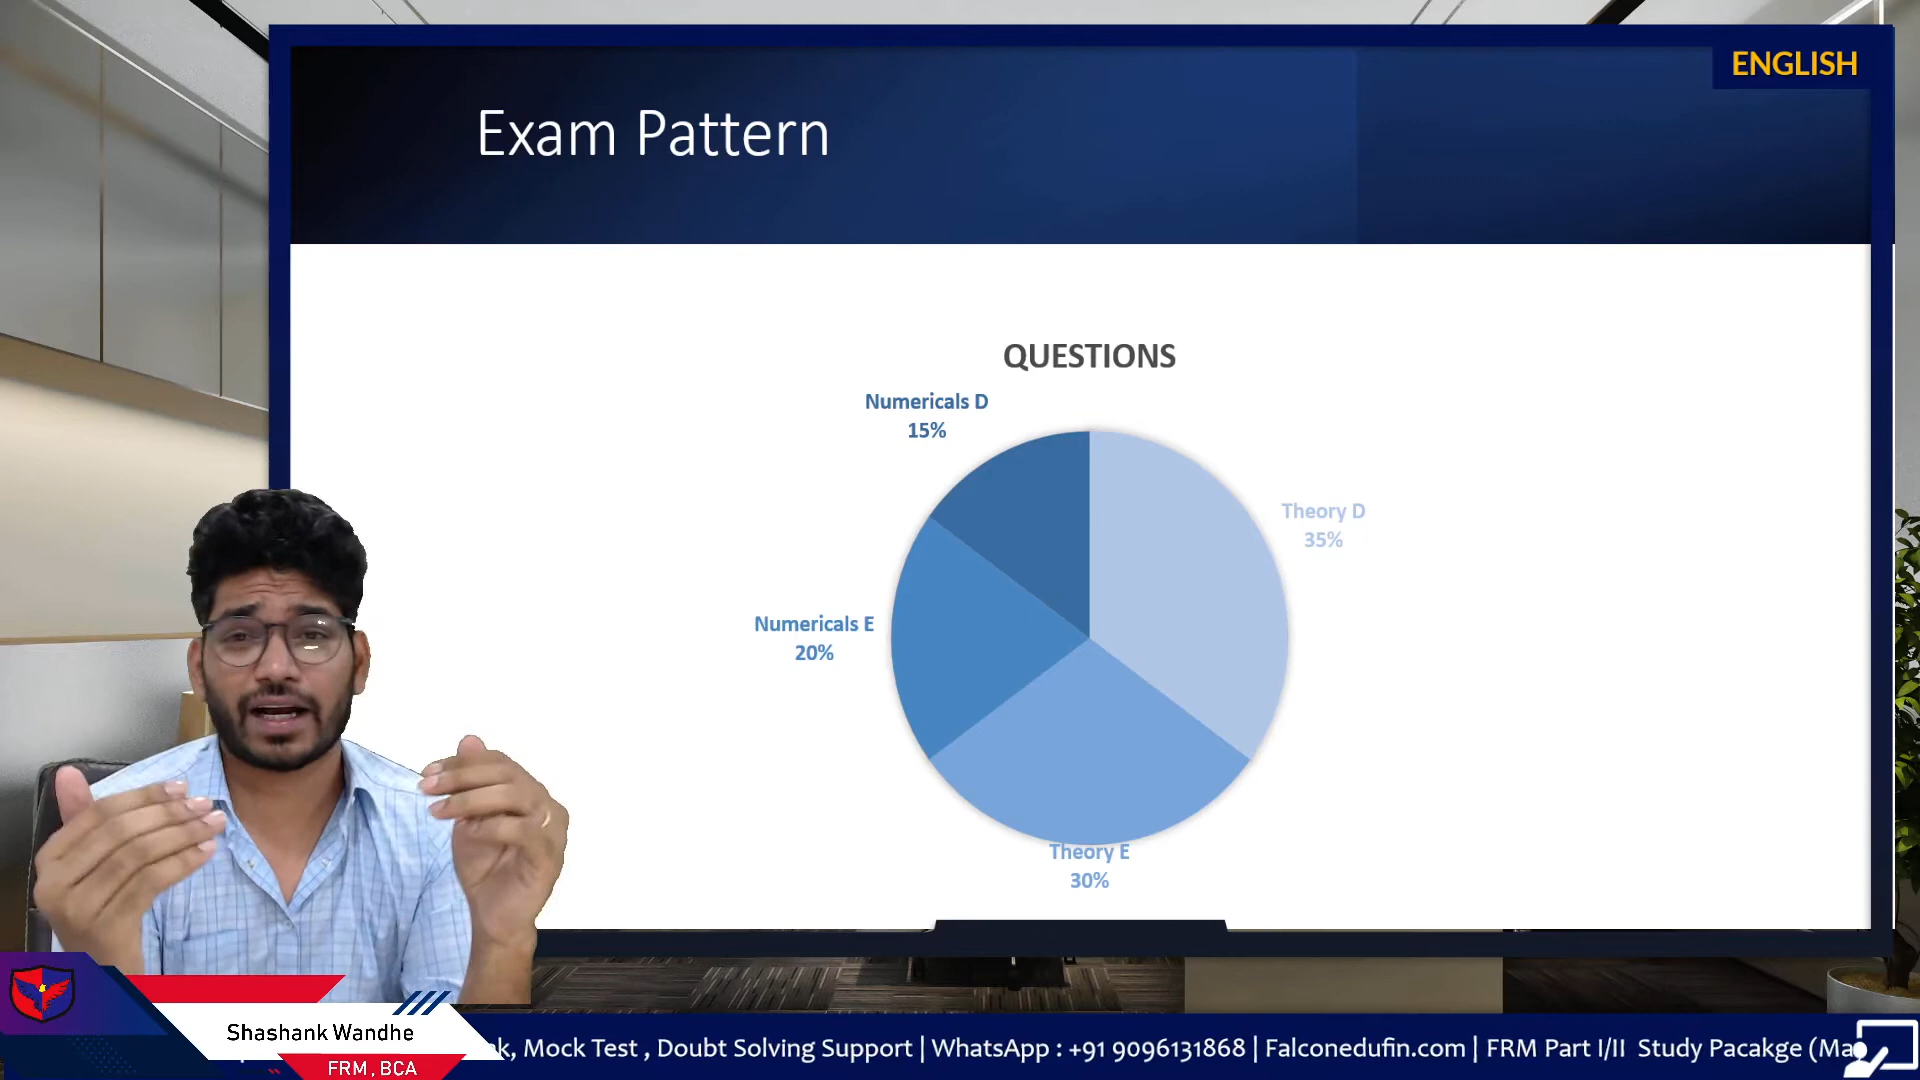 ENGLISH
Exam Pattern
QUESTIONS
Numericals D
15%
Theory D
35%
Numericals E
20%
Theory E
30%
Shashank Wandhe
FRM, BCA
Mock Test , Doubt Solving Support | WhatsApp : +91 9096131868 | Falconedufin.com | FRM Part I/II Study Pacakge